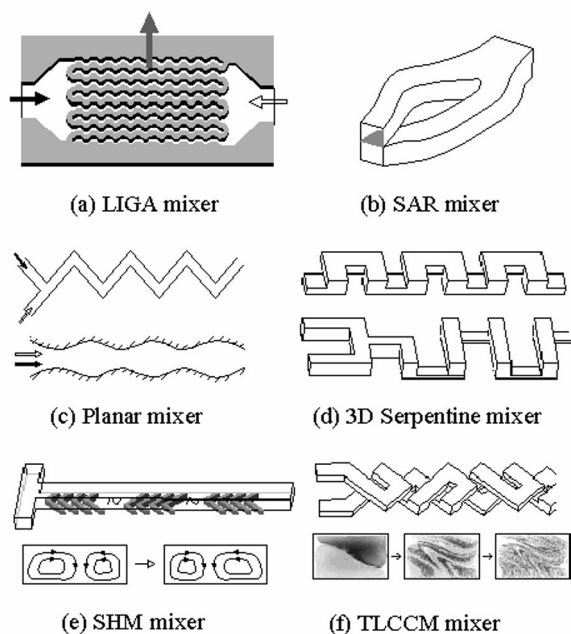 (a) LIGA mixer
(b) SAR mixer
(c) Planar mixer
(d) 3D Serpentine mixer
(e) SHM mixer
(f) TLCCM mixer